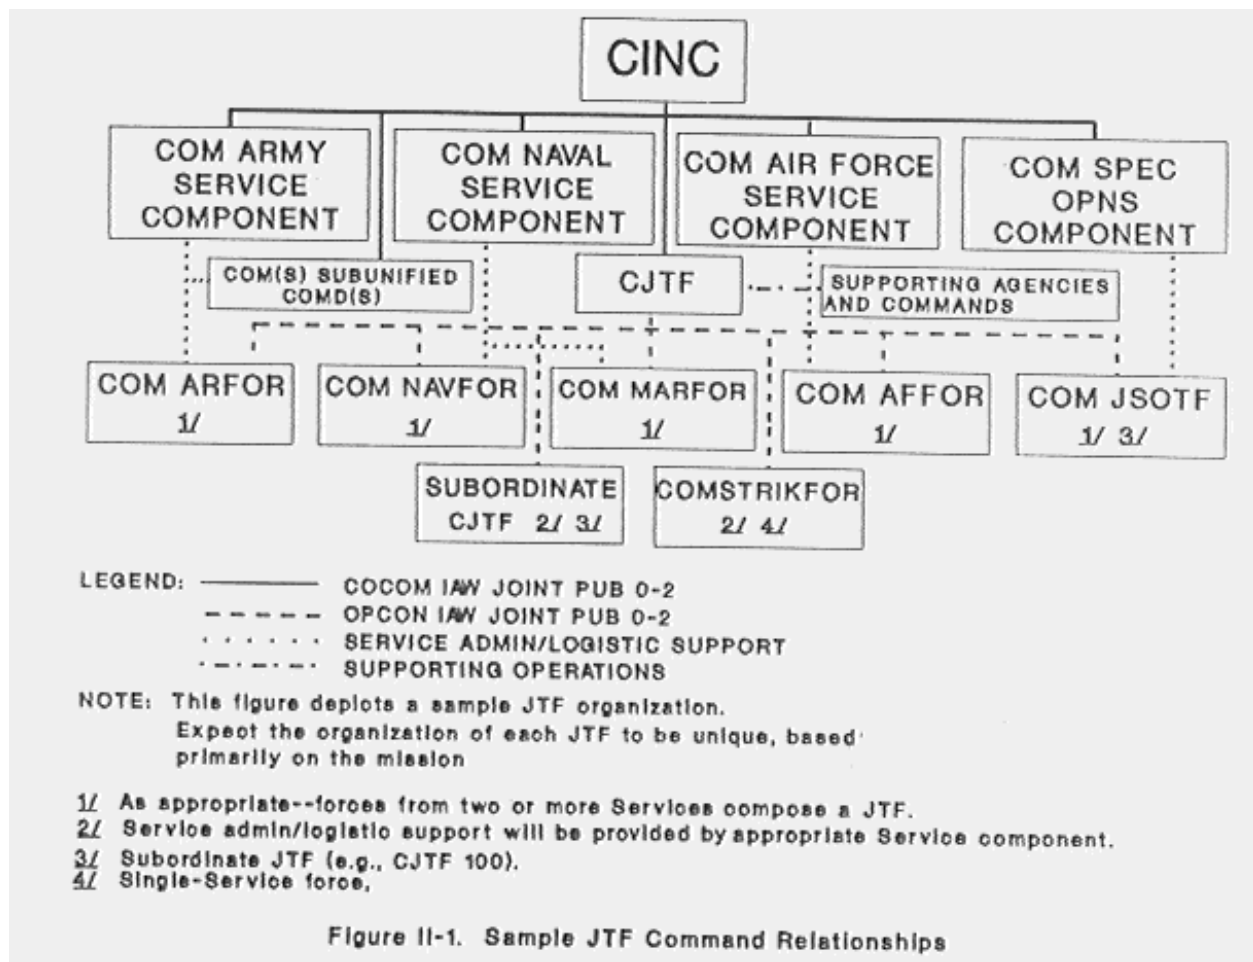 CINC
COM ARMY
SERVICE
COMPONENT
COM NAVAL
SERVICE
COMPONENT
COM AIR FORCE
SERVICE
COMPONENT
COM SPEC
OPNS
COMPONENT
COM(S) SUBUNIFIED
COMD(S)
CJTF
SUPPORTING AGENCIES
AND COMMANDS
COM ARFOR
1/
COM NAVFOR
1/
COM MARFOR
1/
COM AFFOR
1/
COM JSOTF
1/ 3/
SUBORDINATE
CJTF 2/ 3/
COMSTRIKFOR
2/ 4/
LEGEND: COCOM IAW JOINT PUB 0-2
OPCON IAW JOINT PUB 0-2
SERVICE ADMIN/LOGISTIC SUPPORT
SUPPORTING OPERATIONS
NOTE: This figure depicts a sample JTF organization.
Expect the organization of each JTF to be unique, based
primarily on the mission
1/ As appropriate--forces from two or more Services compose a JTF.
2/ Service admin/logistic support will be provided by appropriate Service component.
3/ Subordinate JTF (e.g., CJTF 100).
4/ Single-Service force,
Figure II-1. Sample JTF Command Relationships